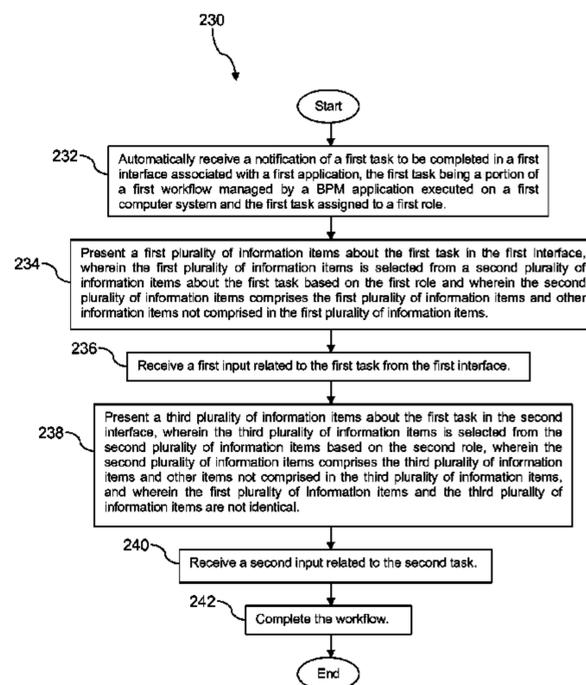 230
Start
232
Automatically receive a notification of a first task to be completed in a first
interface associated with a first application, the first task being a portion of
a first workflow managed by a BPM application executed on a first
computer system and the first task assigned to a first role.
234
Present a first plurality of information items about the first task in the first interface,
wherein the first plurality of information items is selected from a second plurality of
information items about the first task based on the first role and wherein the second
plurality of information items comprises the first plurality of information items and other
information items not comprised in the first plurality of information items.
236
Receive a first input related to the first task from the first interface.
238
Present a third plurality of information items about the first task in the second
interface, wherein the third plurality of information items is selected from the
second plurality of information items based on the second role, wherein the
second plurality of information items comprises the third plurality of information
items and other items not comprised in the third plurality of information items,
and wherein the first plurality of information items and the third plurality of
information items are not identical.
240
Receive a second input related to the second task.
242
Complete the workflow.
End